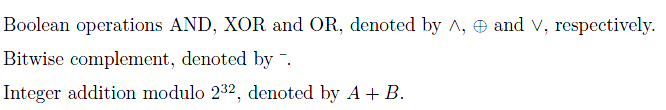 Boolean operations AND, XOR and OR, denoted by ∧, ⊕ and ∨, respectively.
Bitwise complement, denoted by ¯.
Integer addition modulo 2³², denoted by A + B.